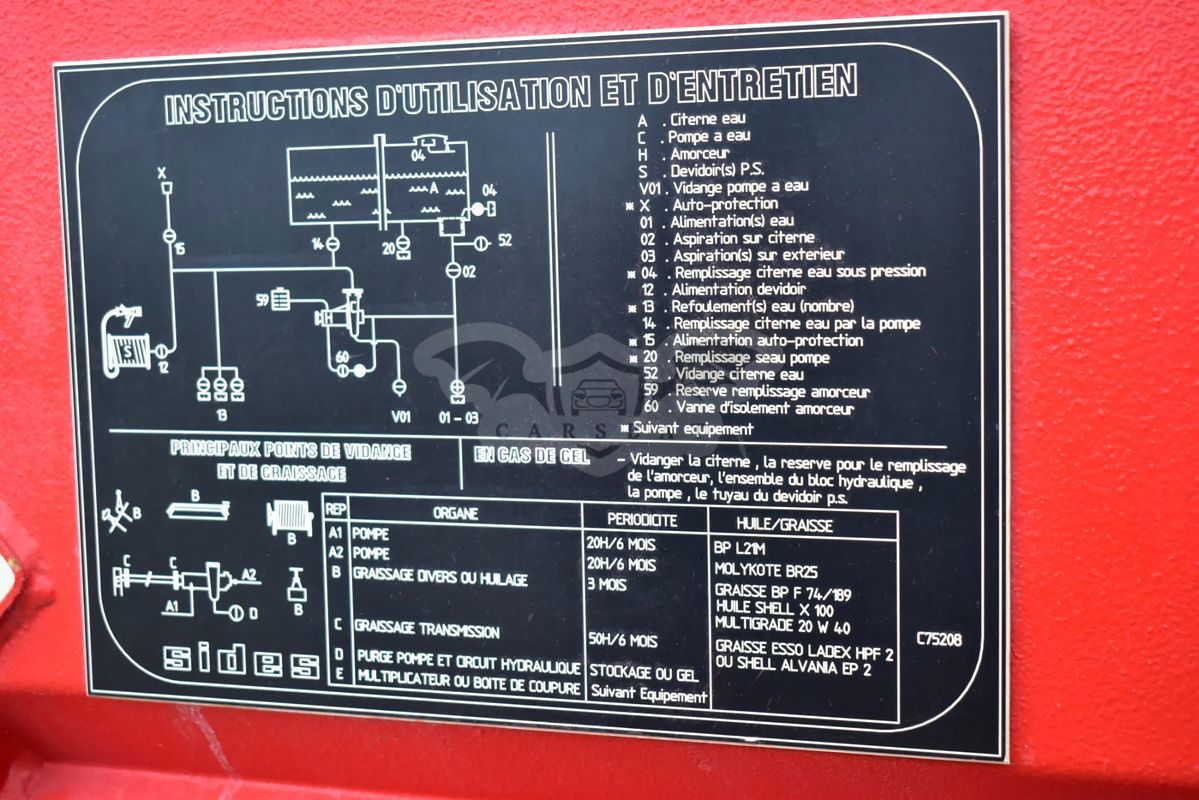 INSTRUCTIONS D'UTILISATION ET D'ENTRETIEN
A . Citerne eau
C . Pompe a eau
H . Amorceur
S . Devidoir(s) P.S.
V01 . Vidange pompe a eau
* X . Auto-protection
01 . Alimentation(s) eau
02 . Aspiration sur citerne
03 . Aspiration(s) sur exterieur
* 04 . Remplissage citerne eau sous pression
12 . Alimentation devidoir
* 13 . Refoulement(s) eau (nombre)
14 . Remplissage citerne eau par la pompe
* 15 . Alimentation auto-protection
* 20 . Remplissage seau pompe
52 . Vidange citerne eau
59 . Reserve remplissage amorceur
60 . Vanne d'isolement amorceur
* Suivant equipement
04
X
A
04
15
14
20
52
02
59
H
S
12
60
13
V01
01 - 03
CARSUP
PRINCIPAUX POINTS DE VIDANGE
ET DE GRAISSAGE
EN CAS DE GEL
- Vidanger la citerne , la reserve pour le remplissage
de l'amorceur, l'ensemble du bloc hydraulique ,
la pompe , le tuyau du devidoir p.s.
B
B
B
C C
A2
A1
D
B
sides
REP ORGANE PERIODICITE HUILE/GRAISSE
A1 POMPE 20H/6 MOIS BP L21M
A2 POMPE 20H/6 MOIS MOLYKOTE BR25
B GRAISSAGE DIVERS OU HUILAGE 3 MOIS GRAISSE BP F 74/189
HUILE SHELL X 100
MULTIGRADE 20 W 40
C GRAISSAGE TRANSMISSION 50H/6 MOIS GRAISSE ESSO LADEX HPF 2
OU SHELL ALVANIA EP 2
D PURGE POMPE ET CIRCUIT HYDRAULIQUE STOCKAGE OU GEL
E MULTIPLICATEUR OU BOITE DE COUPURE Suivant Equipement
C75208